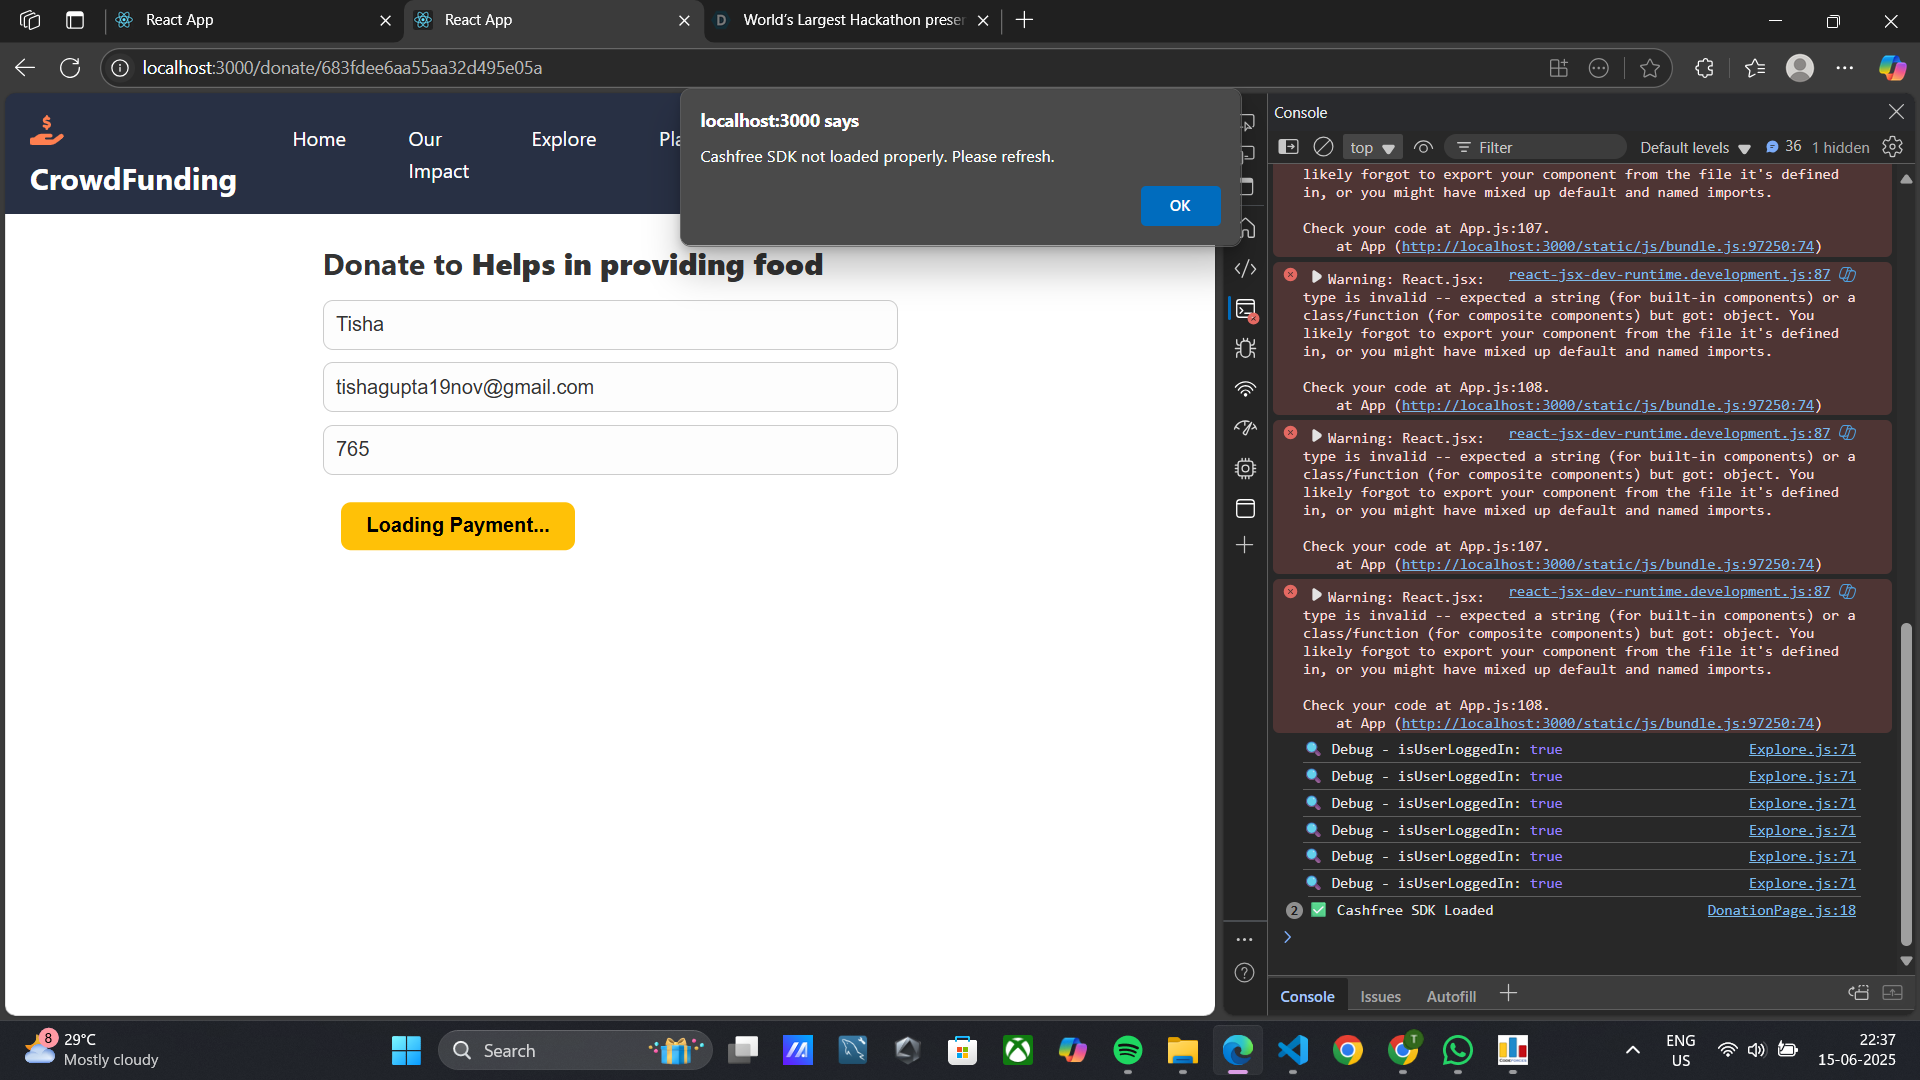 React App
React App
D World's Largest Hackathon preser
localhost:3000/donate/683fdee6aa55aa32d495e05a
CrowdFunding
Home
Our
Impact
Explore
Pla
localhost:3000 says
Cashfree SDK not loaded properly. Please refresh.
OK
Donate to Helps in providing food
Tisha
tishagupta19nov@gmail.com
765
Loading Payment...
Console
top
Filter
Default levels
36
1 hidden
likely forgot to export your component from the file it's defined
in, or you might have mixed up default and named imports.
Check your code at App.js:107.
at App (http://localhost:3000/static/js/bundle.js:97250:74)
Warning: React.jsx: react-jsx-dev-runtime.development.js:87
type is invalid -- expected a string (for built-in components) or a
class/function (for composite components) but got: object. You
likely forgot to export your component from the file it's defined
in, or you might have mixed up default and named imports.
Check your code at App.js:108.
at App (http://localhost:3000/static/js/bundle.js:97250:74)
Warning: React.jsx: react-jsx-dev-runtime.development.js:87
type is invalid -- expected a string (for built-in components) or a
class/function (for composite components) but got: object. You
likely forgot to export your component from the file it's defined
in, or you might have mixed up default and named imports.
Check your code at App.js:107.
at App (http://localhost:3000/static/js/bundle.js:97250:74)
Warning: React.jsx: react-jsx-dev-runtime.development.js:87
type is invalid -- expected a string (for built-in components) or a
class/function (for composite components) but got: object. You
likely forgot to export your component from the file it's defined
in, or you might have mixed up default and named imports.
Check your code at App.js:108.
at App (http://localhost:3000/static/js/bundle.js:97250:74)
Debug - isUserLoggedIn: true Explore.js:71
Debug - isUserLoggedIn: true Explore.js:71
Debug - isUserLoggedIn: true Explore.js:71
Debug - isUserLoggedIn: true Explore.js:71
Debug - isUserLoggedIn: true Explore.js:71
Debug - isUserLoggedIn: true Explore.js:71
2 Cashfree SDK Loaded DonationPage.js:18
Console Issues Autofill
8
29°C
Mostly cloudy
Search
T
ENG
US
22:37
15-06-2025